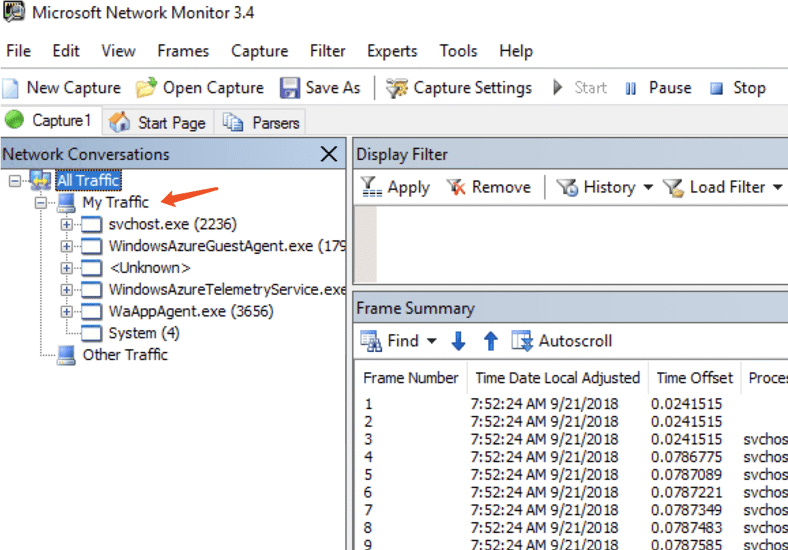 Microsoft Network Monitor 3.4
File Edit View Frames Capture Filter Experts Tools Help
New Capture Open Capture Save As Capture Settings Start Pause Stop
Capture1 Start Page Parsers
Network Conversations
All Traffic
My Traffic
svchost.exe (2236)
WindowsAzureGuestAgent.exe (179
<Unknown>
WindowsAzureTelemetryService.exe
WaAppAgent.exe (3656)
System (4)
Other Traffic
Display Filter
Apply Remove History Load Filter
Frame Summary
Find Autoscroll
Frame Number Time Date Local Adjusted Time Offset Proces
1 7:52:24 AM 9/21/2018 0.0241515
2 7:52:24 AM 9/21/2018 0.0241515
3 7:52:24 AM 9/21/2018 0.0241515 svchos
4 7:52:24 AM 9/21/2018 0.0786775 svchos
5 7:52:24 AM 9/21/2018 0.0787089 svchos
6 7:52:24 AM 9/21/2018 0.0787221 svchos
7 7:52:24 AM 9/21/2018 0.0787349 svchos
8 7:52:24 AM 9/21/2018 0.0787483 svchos
9 7:52:24 AM 9/21/2018 0.0787585 svchos